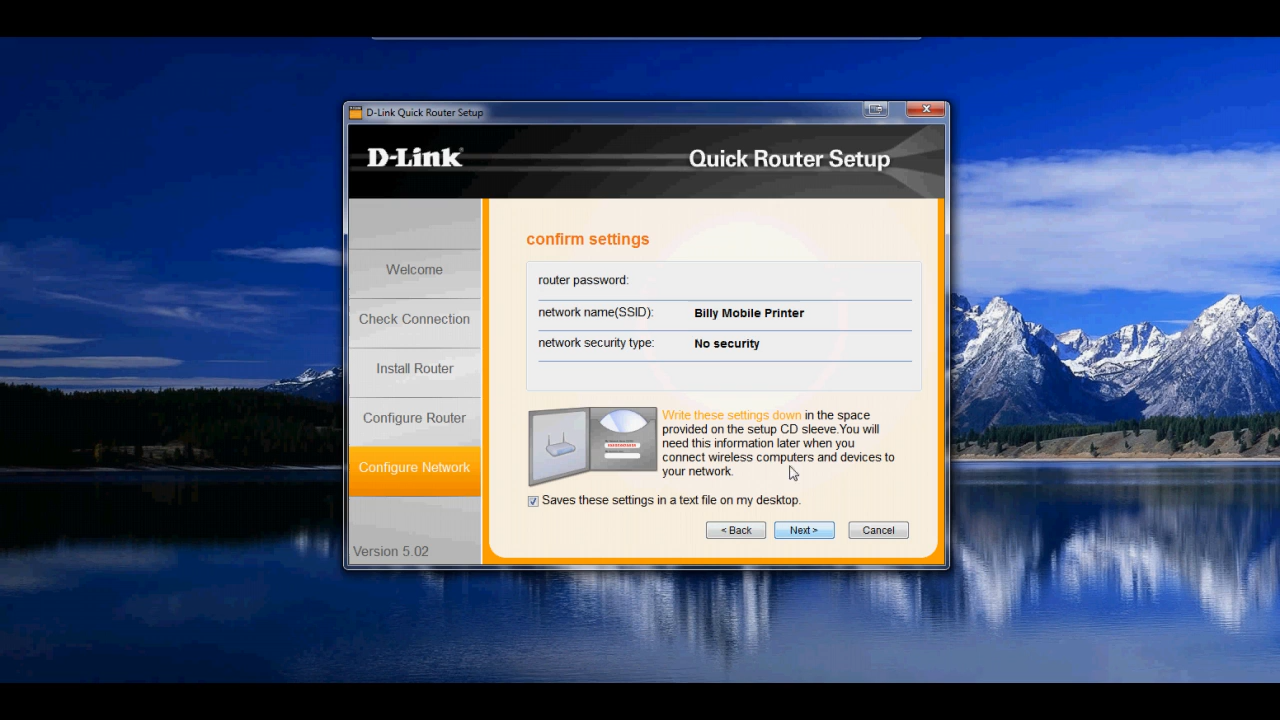 D-Link Quick Router Setup
D-Link
Quick Router Setup
Welcome
Check Connection
Install Router
Configure Router
Configure Network
Version 5.02
confirm settings
router password:
network name(SSID): Billy Mobile Printer
network security type: No security
Write these settings down in the space
provided on the setup CD sleeve.You will
need this information later when you
connect wireless computers and devices to
your network.
Saves these settings in a text file on my desktop.
< Back
Next >
Cancel